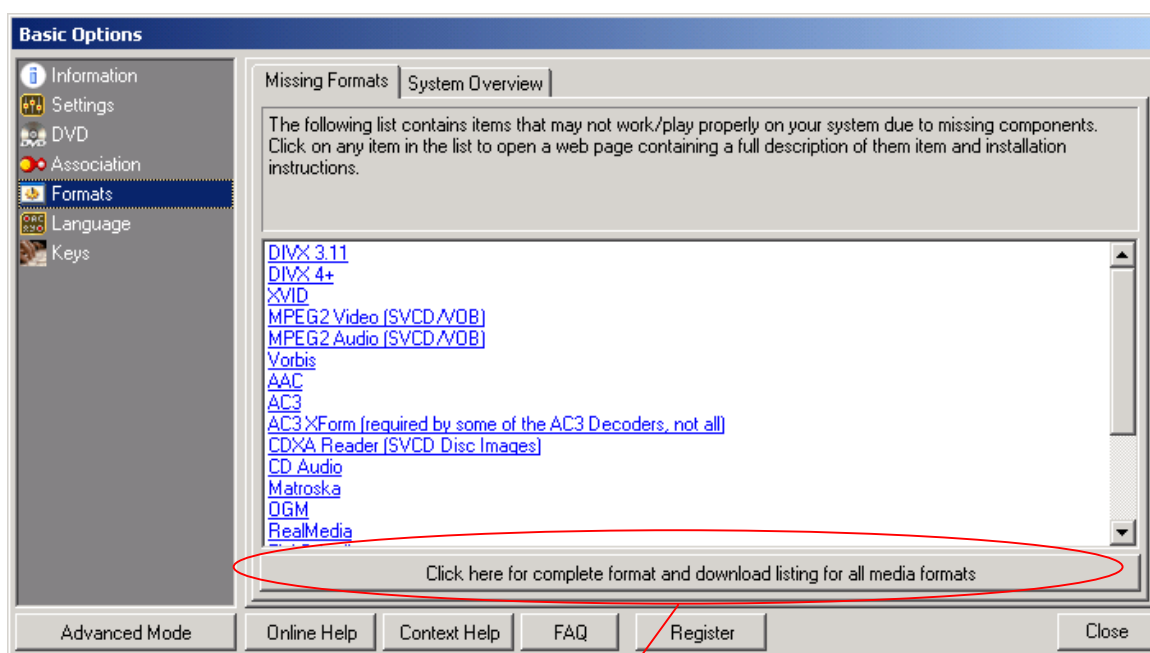 Basic Options
Information
Settings
DVD
Association
Formats
Language
Keys
Missing Formats System Overview
The following list contains items that may not work/play properly on your system due to missing components.
Click on any item in the list to open a web page containing a full description of them item and installation
instructions.
DIVX 3.11
DIVX 4+
XVID
MPEG2 Video (SVCD/VOB)
MPEG2 Audio (SVCD/VOB)
Vorbis
AAC
AC3
AC3 XForm (required by some of the AC3 Decoders, not all)
CDXA Reader (SVCD Disc Images)
CD Audio
Matroska
OGM
RealMedia
Click here for complete format and download listing for all media formats
Advanced Mode Online Help Context Help FAQ Register Close